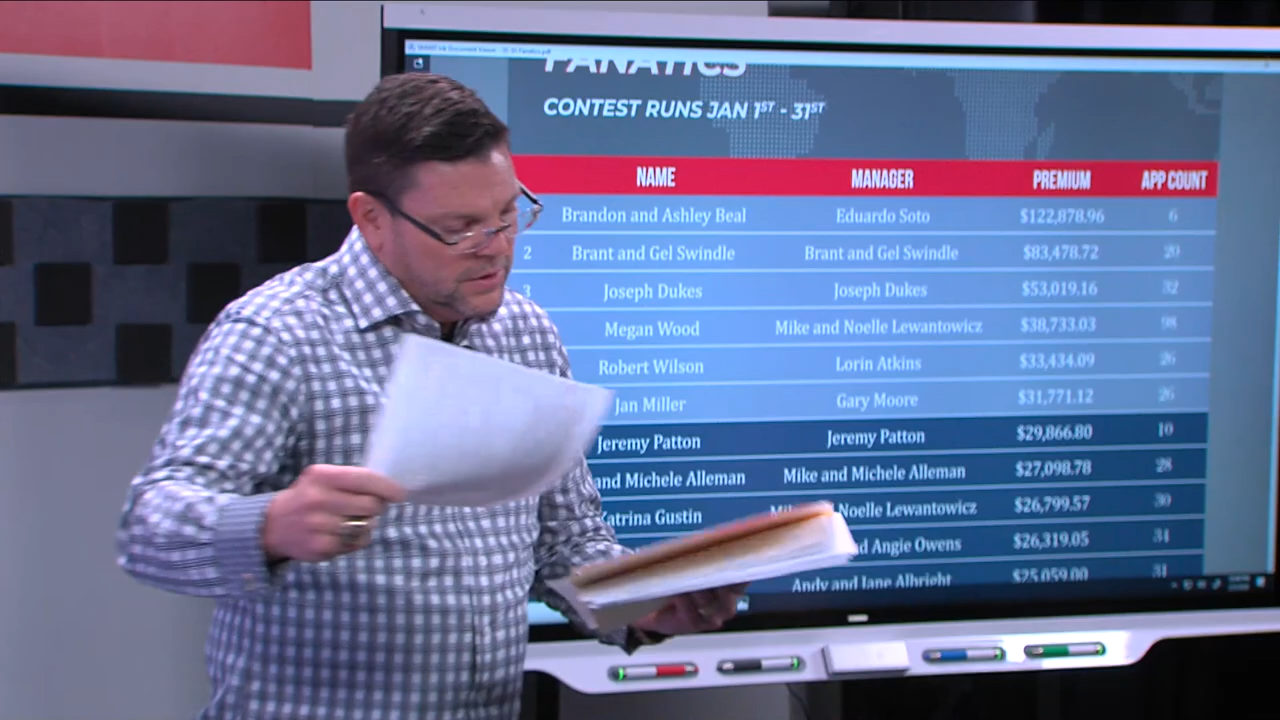 FANATICS
CONTEST RUNS JAN 1ST - 31ST
NAME MANAGER PREMIUM APP COUNT
Brandon and Ashley Beal Eduardo Soto $122,878.96 6
2 Brant and Gel Swindle Brant and Gel Swindle $83,478.72 20
3 Joseph Dukes Joseph Dukes $53,019.16 32
Megan Wood Mike and Noelle Lewantowicz $38,733.03 98
Robert Wilson Lorin Atkins $33,434.09 26
Jan Miller Gary Moore $31,771.12 26
Jeremy Patton Jeremy Patton $29,866.80 10
and Michele Alleman Mike and Michele Alleman $27,098.78 28
Katrina Gustin Noelle Lewantowicz $26,799.57 30
Angie Owens $26,319.05 34
Andy and Jane Albright $25,059.00 31